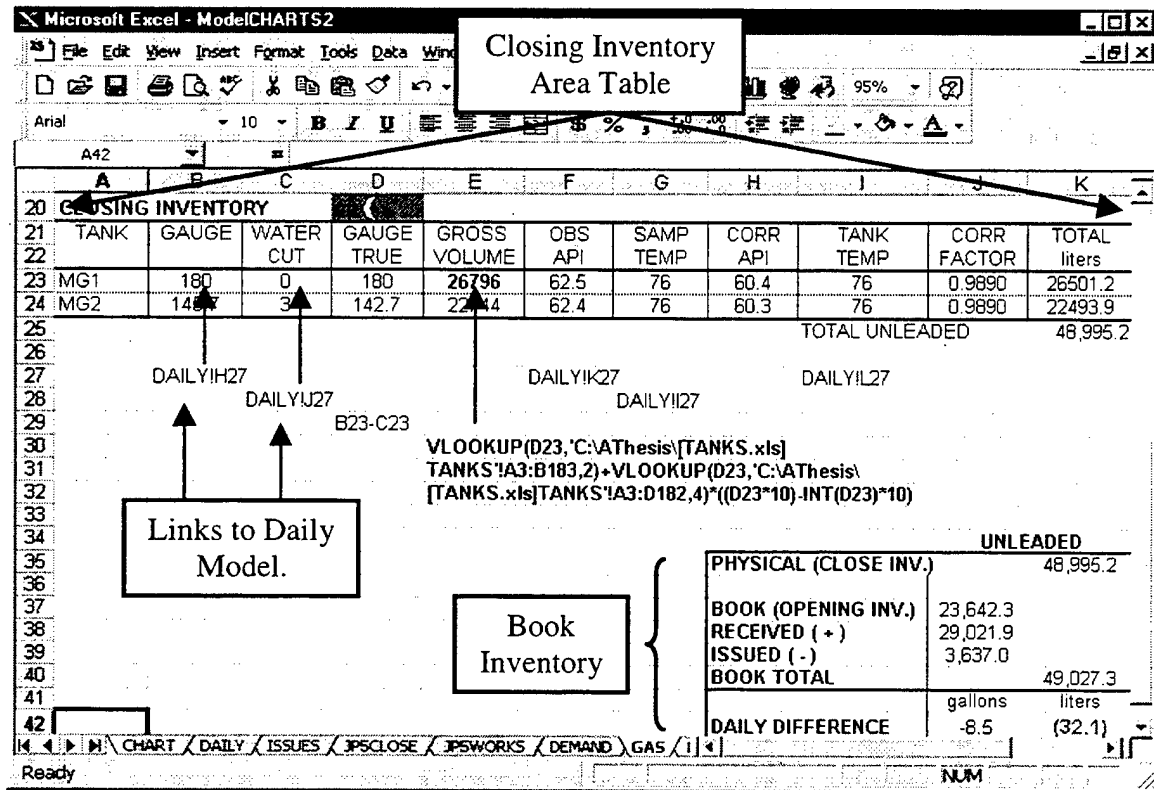 Microsoft Excel - ModelCHARTS2
File Edit View Insert Format Tools Data
Closing Inventory
Area Table
95%
Arial 10 B I U $ % ,
A42 =
A B C D E F G H I J K
20 CLOSING INVENTORY
21 TANK GAUGE WATER GAUGE GROSS OBS SAMP CORR TANK CORR TOTAL
22 CUT TRUE VOLUME API TEMP API TEMP FACTOR liters
23 MG1 180 0 180 26796 62.5 76 60.4 76 0.9890 26501.2
24 MG2 3 142.7 62.4 76 60.3 76 0.9890 22493.9
25 TOTAL UNLEADED 48,995.2
26
27 DAILY!H27 DAILY!K27 DAILY!L27
28 DAILY!J27 DAILY!I27
29 B23-C23
30 VLOOKUP(D23,'C:\AThesis\[TANKS.xls]
31 TANKS'!A3:B183,2)+VLOOKUP(D23,'C:\AThesis\
32 [TANKS.xls]TANKS'!A3:D182,4)*((D23*10)-INT(D23)*10)
33
Links to Daily
Model.
34 UNLEADED
35 PHYSICAL (CLOSE INV.) 48,995.2
36
Book
Inventory
37 BOOK (OPENING INV.) 23,642.3
38 RECEIVED ( + ) 29,021.9
39 ISSUED ( - ) 3,637.0
40 BOOK TOTAL 49,027.3
41 gallons liters
42 DAILY DIFFERENCE -8.5 (32.1)
CHART DAILY ISSUES JP5CLOSE JP5WORKS DEMAND GAS
Ready NUM